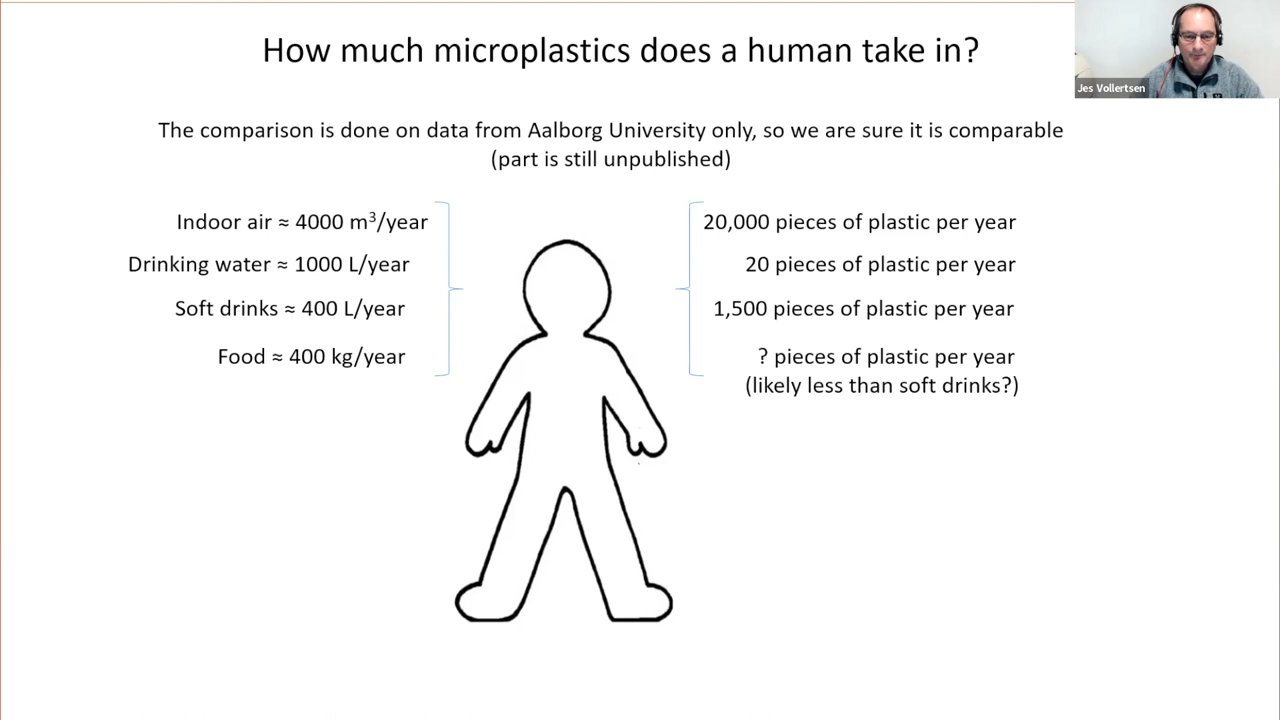 How much microplastics does a human take in?
Jes Vollertsen
The comparison is done on data from Aalborg University only, so we are sure it is comparable
(part is still unpublished)
Indoor air ≈ 4000 m³/year
20,000 pieces of plastic per year
Drinking water ≈ 1000 L/year
20 pieces of plastic per year
Soft drinks ≈ 400 L/year
1,500 pieces of plastic per year
Food ≈ 400 kg/year
? pieces of plastic per year
(likely less than soft drinks?)